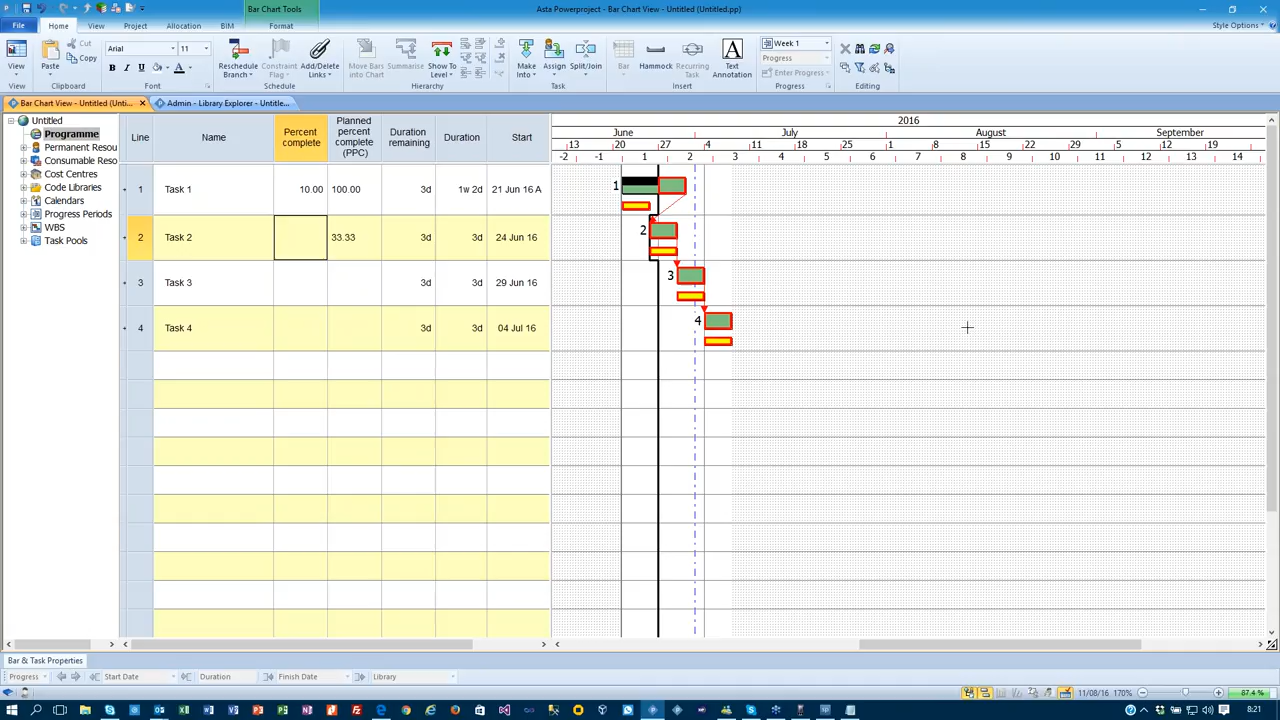 Bar Chart Tools
Asta Powerproject - Bar Chart View - Untitled (Untitled.pp)
File Home View Project Allocation BIM Format Style Options
View
Paste
Cut
Copy
Arial 11
B I U
Reschedule Branch
Constraint Flag
Add/Delete Links
Move Bars into Chart
Summarise
Show To Level
Make Into
Assign
Split/Join
Bar
Hammock
Recurring Task
Text Annotation
Week 1
Progress
Enter Progress
View Clipboard Font Schedule Hierarchy Task Insert Progress Editing
Bar Chart View - Untitled (Unti...
Admin - Library Explorer - Untitle...
Untitled
Programme
Permanent Resou
Consumable Reso
Cost Centres
Code Libraries
Calendars
Progress Periods
WBS
Task Pools
Line Name Percent complete Planned percent complete (PPC) Duration remaining Duration Start
1 Task 1 10.00 100.00 3d 1w 2d 21 Jun 16 A
2 Task 2 33.33 3d 3d 24 Jun 16
3 Task 3 3d 3d 29 Jun 16
4 Task 4 3d 3d 04 Jul 16
2016
June July August September
13 20 27 4 11 18 25 1 8 15 22 29 5 12 19
-2 -1 1 2 3 4 5 6 7 8 9 10 11 12 13 14
1
2
3
4
Bar & Task Properties
Progress Start Date Duration Finish Date Library
11/08/16 170% 87.4 %
8:21